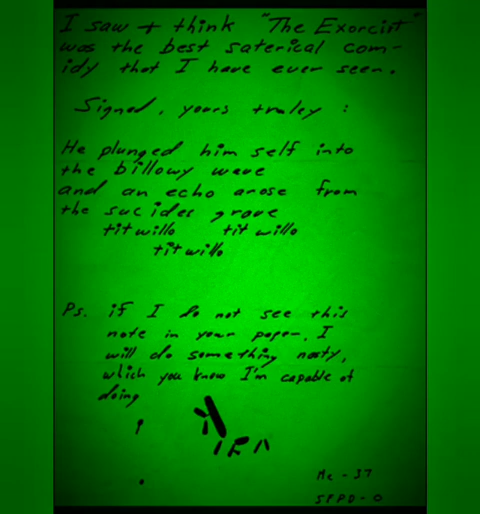 I saw + think "The Exorcist"
was the best saterical com-
idy that I have ever seen.
Signed, yours truley :
He plunged him self into
the billowy wave
and an echo arose from
the sucides grave
tit willo tit willo
tit willo
Ps. if I do not see this
note in your paper, I
will do something nasty,
which you know I'm capable of
doing
Me - 37
SFPD - 0